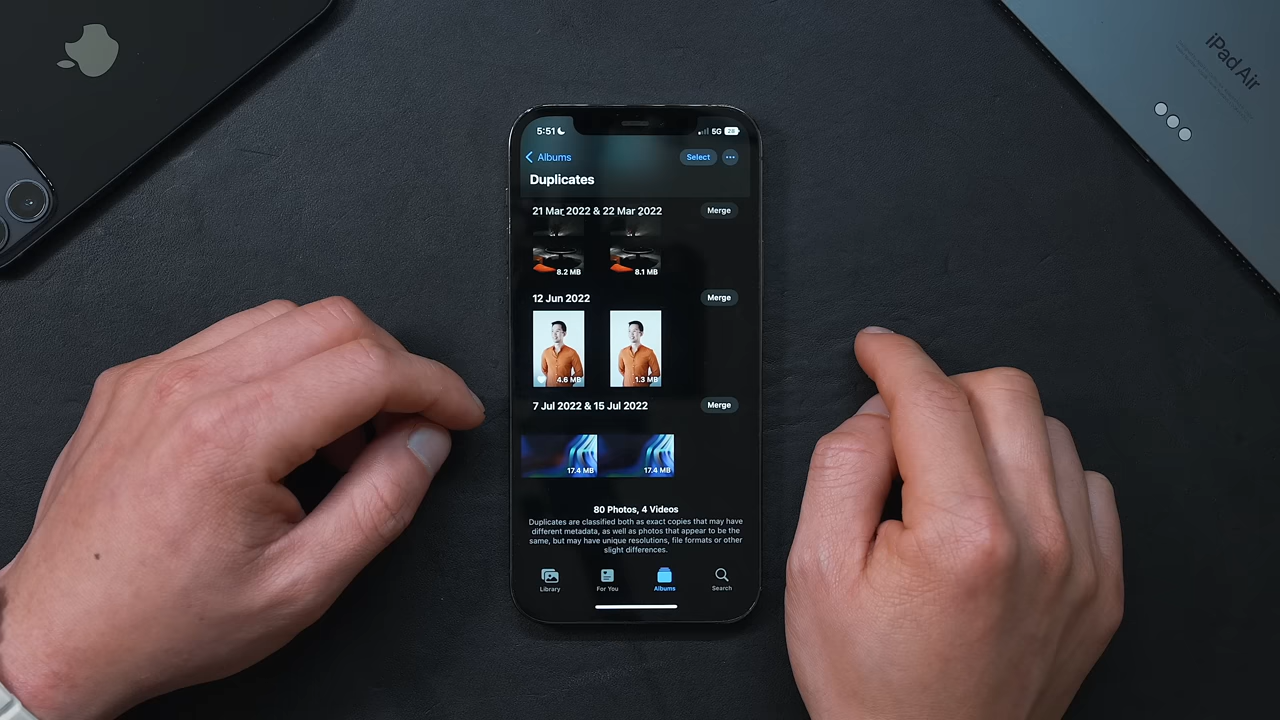 iPad Air
5:51
5G 28
Albums
Select
Duplicates
21 Mar 2022 & 22 Mar 2022
Merge
8.2 MB
8.1 MB
12 Jun 2022
Merge
4.6 MB
1.3 MB
7 Jul 2022 & 15 Jul 2022
Merge
17.4 MB
17.4 MB
80 Photos, 4 Videos
Duplicates are classified both as exact copies that may have
different metadata, as well as photos that appear to be the
same, but may have unique resolutions, file formats or other
slight differences.
Library
For You
Albums
Search